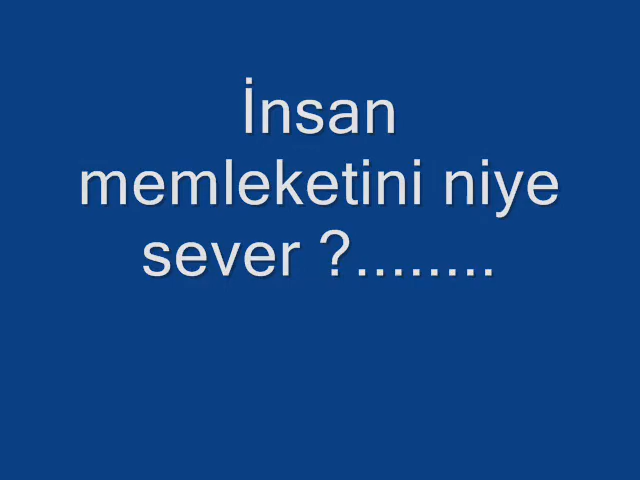 İnsan
memleketini niye
sever ?........